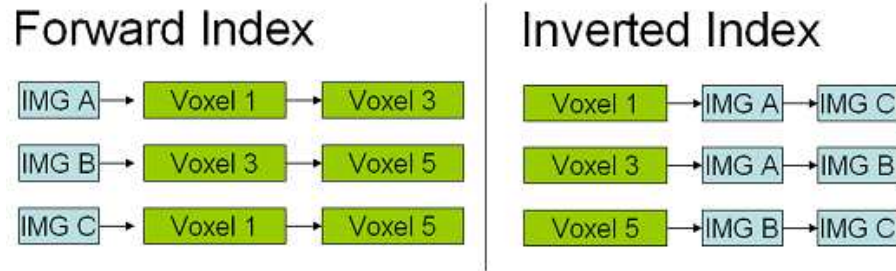 Forward Index
IMG A Voxel 1 Voxel 3
IMG B Voxel 3 Voxel 5
IMG C Voxel 1 Voxel 5
Inverted Index
Voxel 1 IMG A IMG C
Voxel 3 IMG A IMG B
Voxel 5 IMG B IMG C